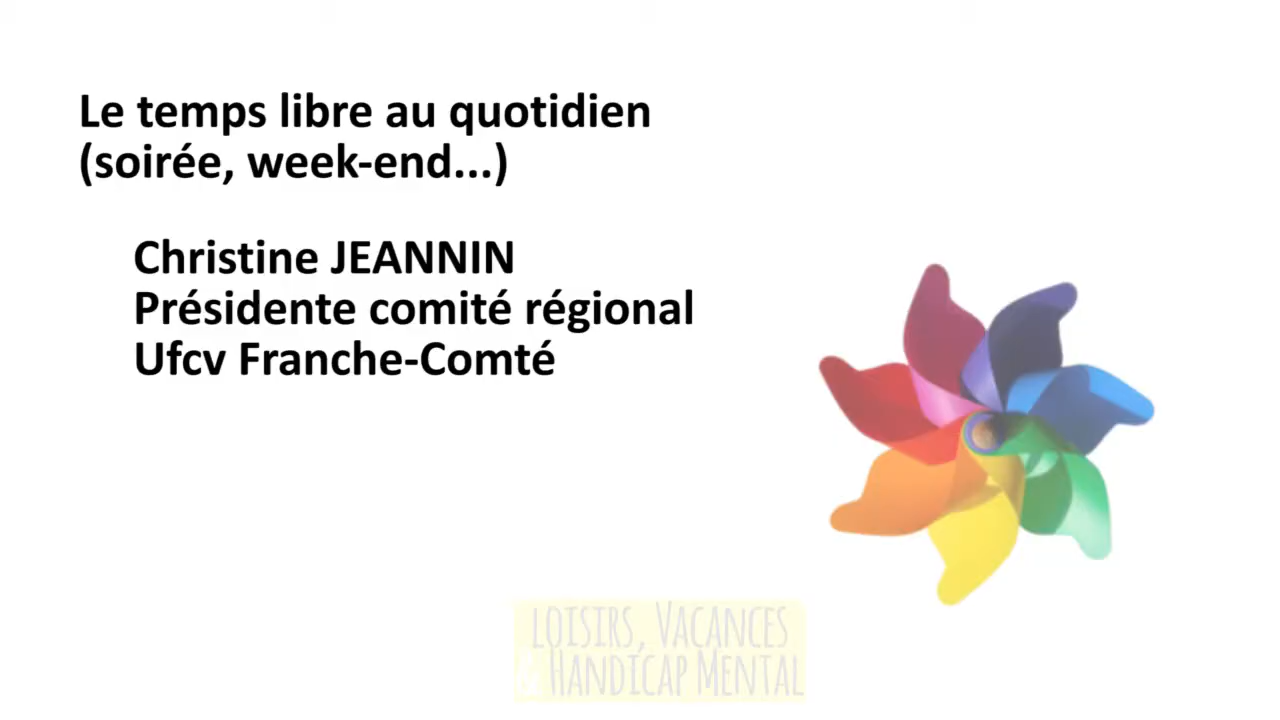 Le temps libre au quotidien
(soirée, week-end...)
Christine JEANNIN
Présidente comité régional
Ufcv Franche-Comté
LOISIRS, VACANCES
& HANDICAP MENTAL